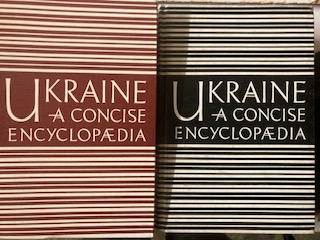 UKRAINE
A CONCISE
ENCYCLOPÆDIA
UKRAINE
A CONCISE
ENCYCLOPÆDIA